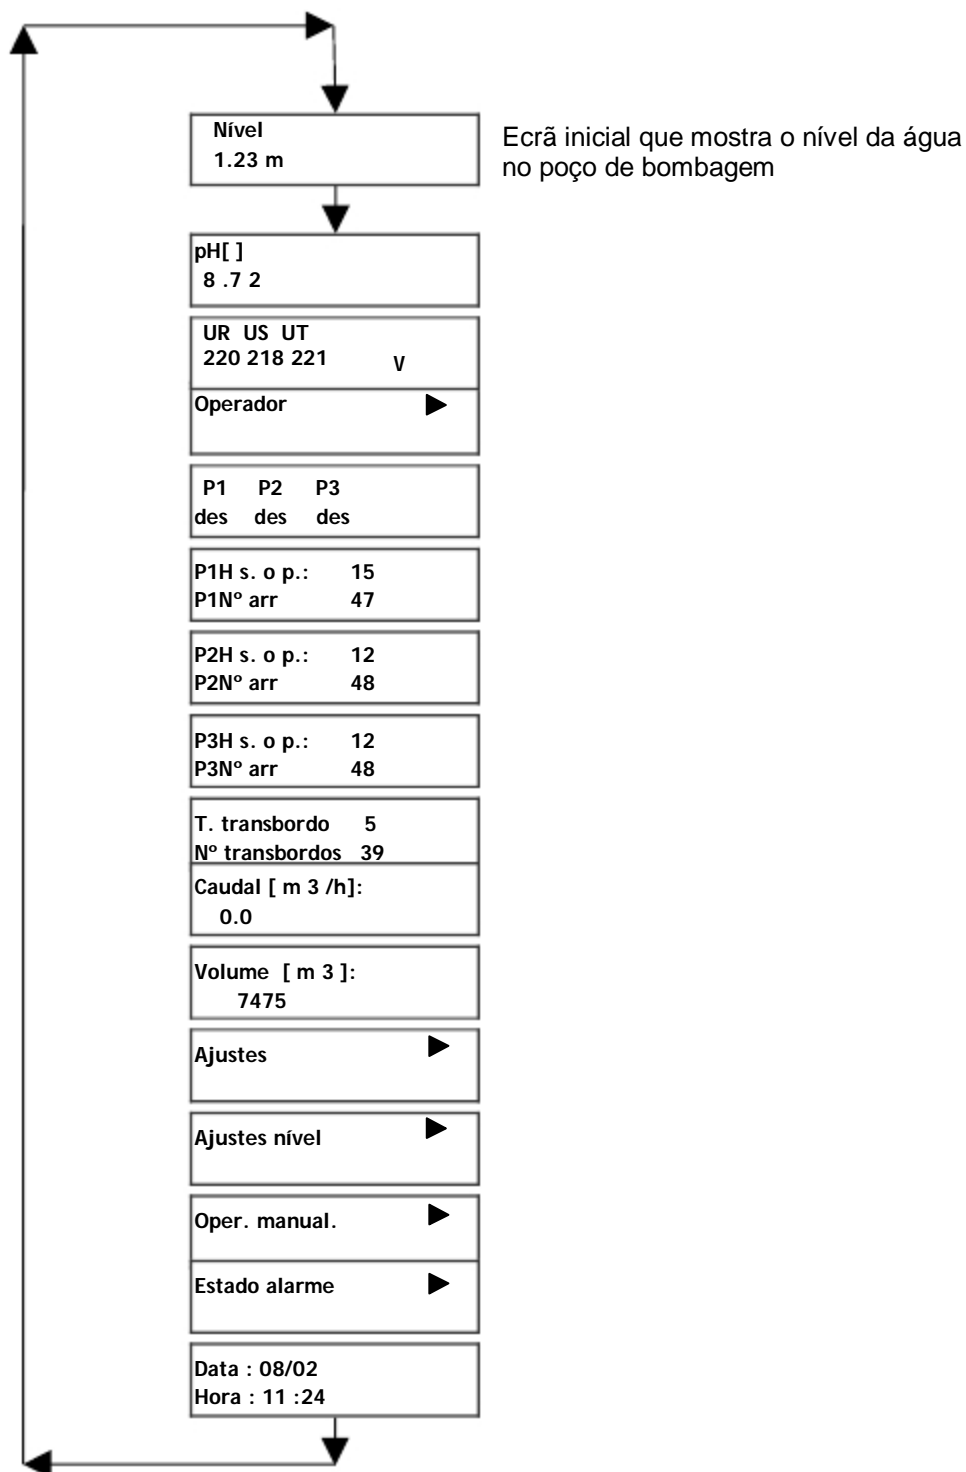 Nível
1.23 m
Ecrã inicial que mostra o nível da água
no poço de bombagem
pH[ ]
8 .7 2
UR US UT
220 218 221 V
Operador
P1 P2 P3
des des des
P1H s. o p.: 15
P1Nº arr 47
P2H s. o p.: 12
P2Nº arr 48
P3H s. o p.: 12
P3Nº arr 48
T. transbordo 5
Nº transbordos 39
Caudal [ m 3 /h]:
0.0
Volume [ m 3 ]:
7475
Ajustes
Ajustes nível
Oper. manual.
Estado alarme
Data : 08/02
Hora : 11 :24